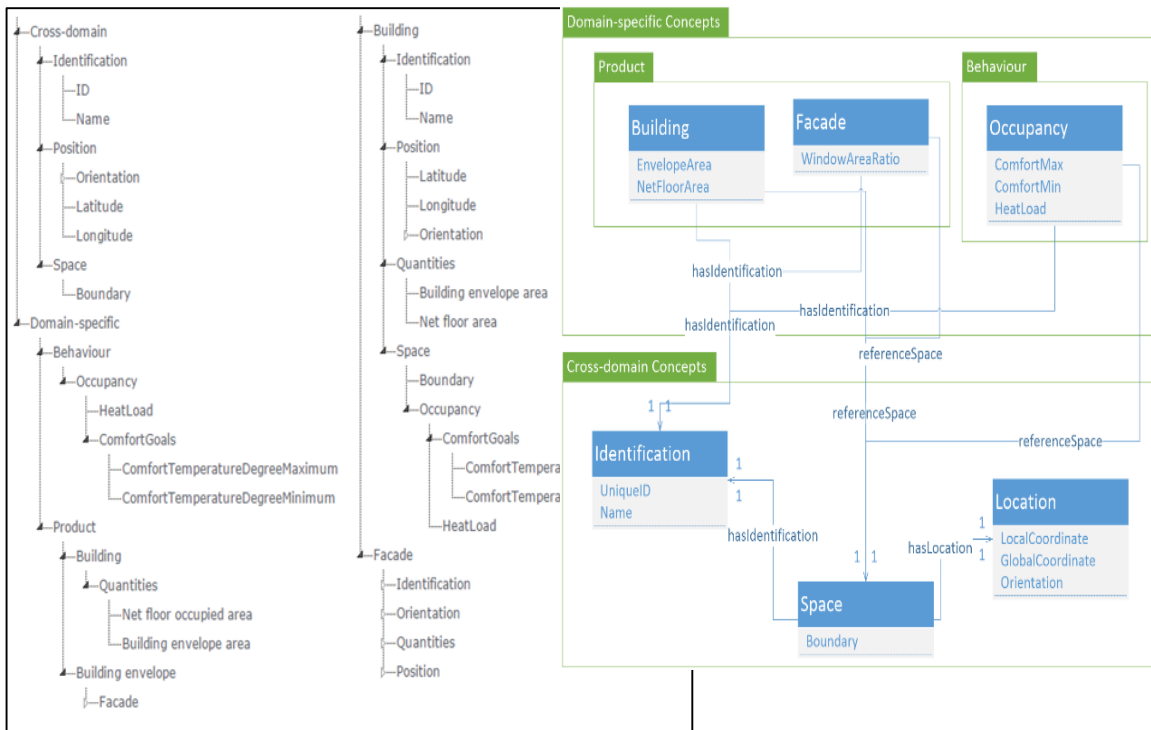 Cross-domain
Identification
ID
Name
Position
Orientation
Latitude
Longitude
Space
Boundary
Domain-specific
Behaviour
Occupancy
HeatLoad
ComfortGoals
ComfortTemperatureDegreeMaximum
ComfortTemperatureDegreeMinimum
Product
Building
Quantities
Net floor occupied area
Building envelope area
Building envelope
Facade
Building
Identification
ID
Name
Position
Latitude
Longitude
Orientation
Quantities
Building envelope area
Net floor area
Space
Boundary
Occupancy
ComfortGoals
ComfortTempera
ComfortTempera
HeatLoad
Facade
Identification
Orientation
Quantities
Position
Domain-specific Concepts
Product
Building
EnvelopeArea
NetFloorArea
Facade
WindowAreaRatio
Behaviour
Occupancy
ComfortMax
ComfortMin
HeatLoad
hasIdentification
hasIdentification
hasIdentification
referenceSpace
Cross-domain Concepts
referenceSpace
referenceSpace
1 1
Identification
UniqueID
Name
1
1
hasIdentification
1 1
Space
Boundary
hasLocation
1
1
Location
LocalCoordinate
GlobalCoordinate
Orientation